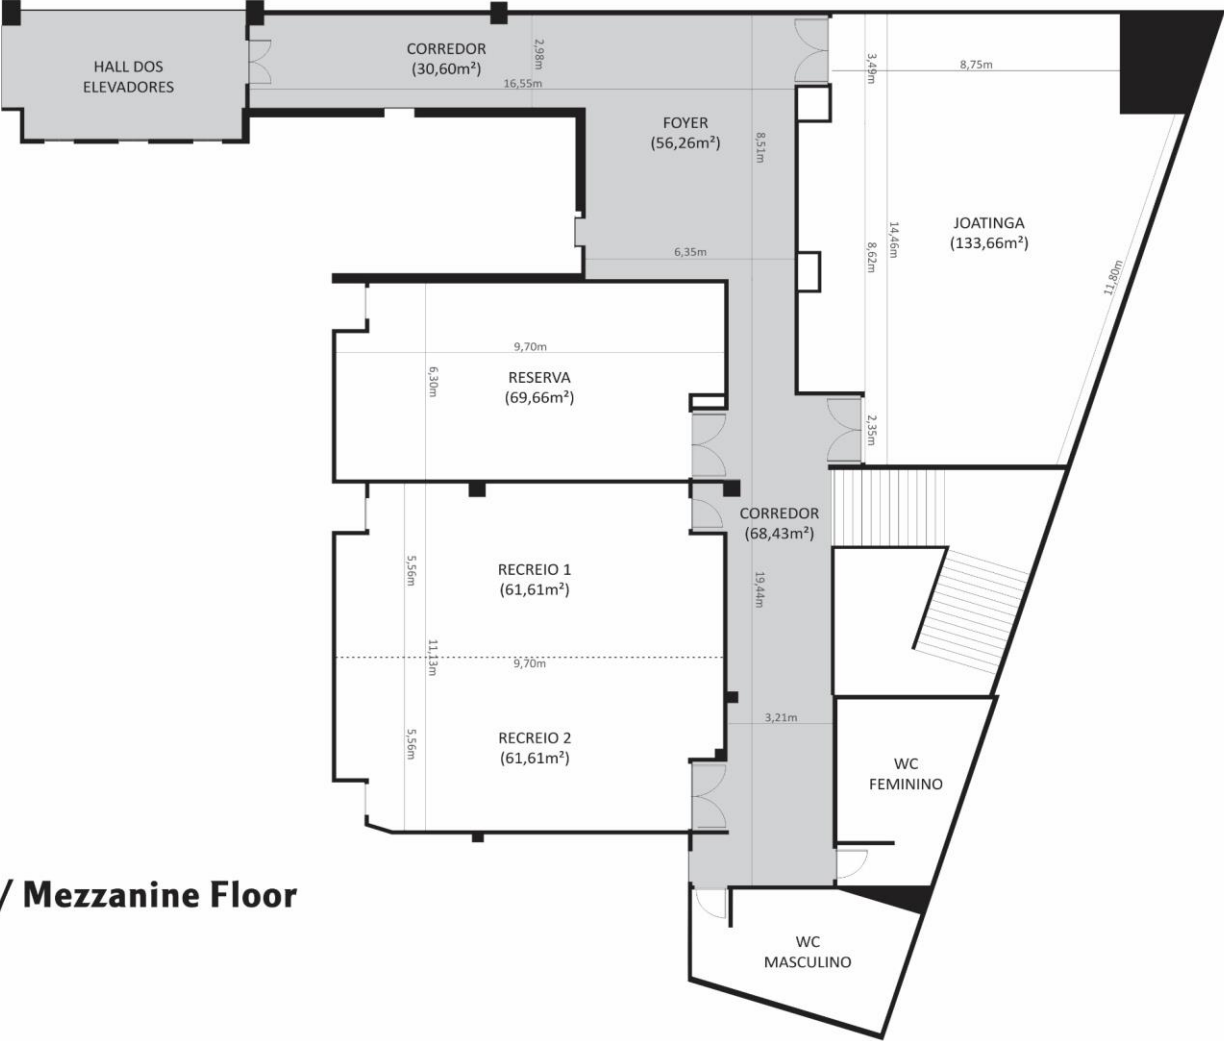 HALL DOS
ELEVADORES
CORREDOR
(30,60m²)
2,98m
16,55m
FOYER
(56,26m²)
8,51m
6,35m
3,49m
8,75m
JOATINGA
(133,66m²)
14,46m
8,62m
11,80m
2,35m
9,70m
RESERVA
(69,66m²)
6,30m
CORREDOR
(68,43m²)
19,44m
3,21m
RECREIO 1
(61,61m²)
5,56m
11,13m
9,70m
RECREIO 2
(61,61m²)
5,56m
WC
FEMININO
/ Mezzanine Floor
WC
MASCULINO